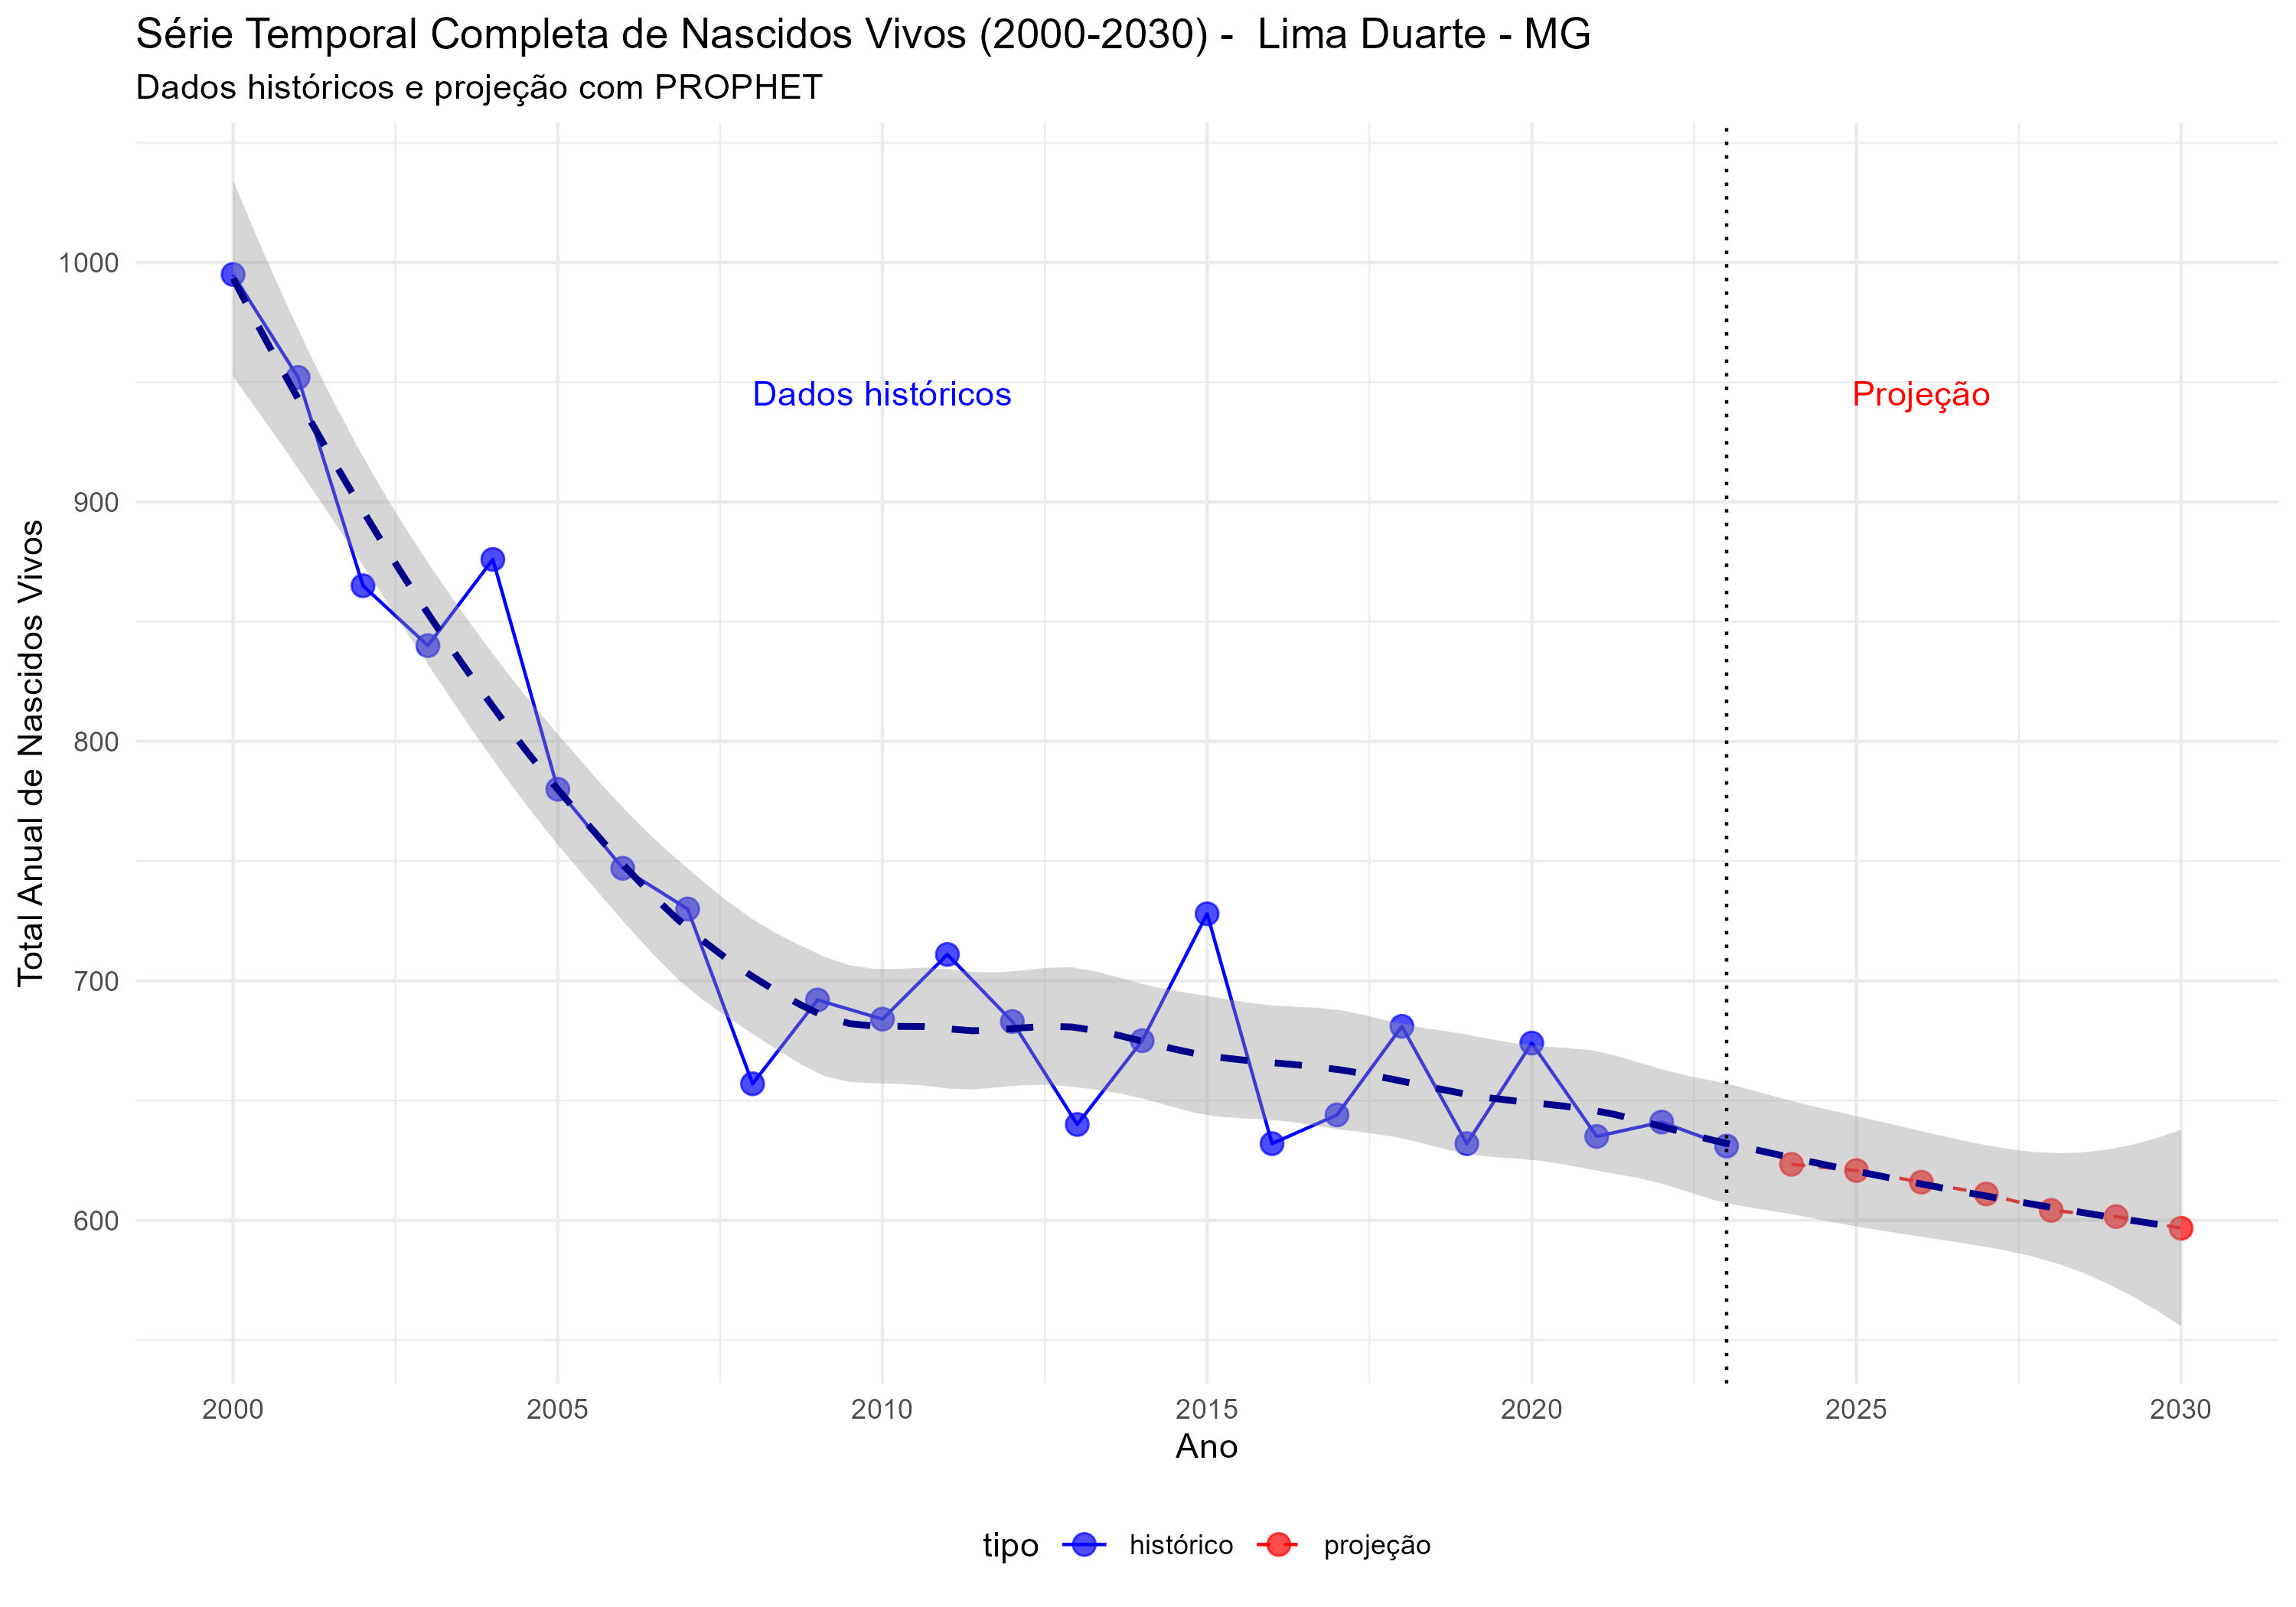 Série Temporal Completa de Nascidos Vivos (2000-2030) -  Lima Duarte - MG
Dados históricos e projeção com PROPHET
Total Anual de Nascidos Vivos
1000
900
800
700
600
Dados históricos
Projeção
2000 2005 2010 2015 2020 2025 2030
Ano
tipo histórico projeção